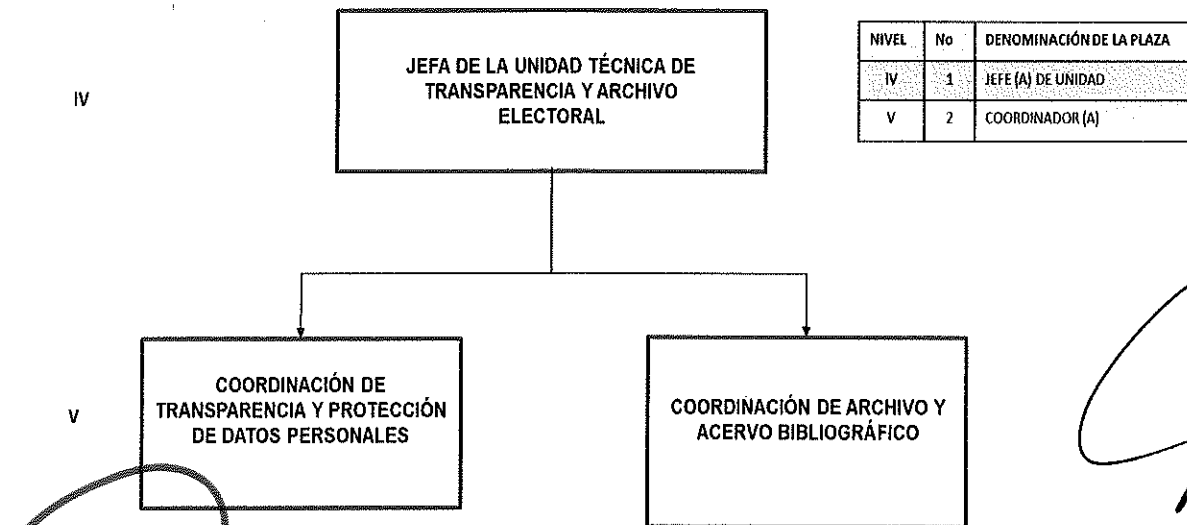 NIVEL No DENOMINACIÓN DE LA PLAZA
IV 1 JEFE (A) DE UNIDAD
V 2 COORDINADOR (A)
IV
JEFA DE LA UNIDAD TÉCNICA DE
TRANSPARENCIA Y ARCHIVO
ELECTORAL
V
COORDINACIÓN DE
TRANSPARENCIA Y PROTECCIÓN
DE DATOS PERSONALES
COORDINACIÓN DE ARCHIVO Y
ACERVO BIBLIOGRÁFICO